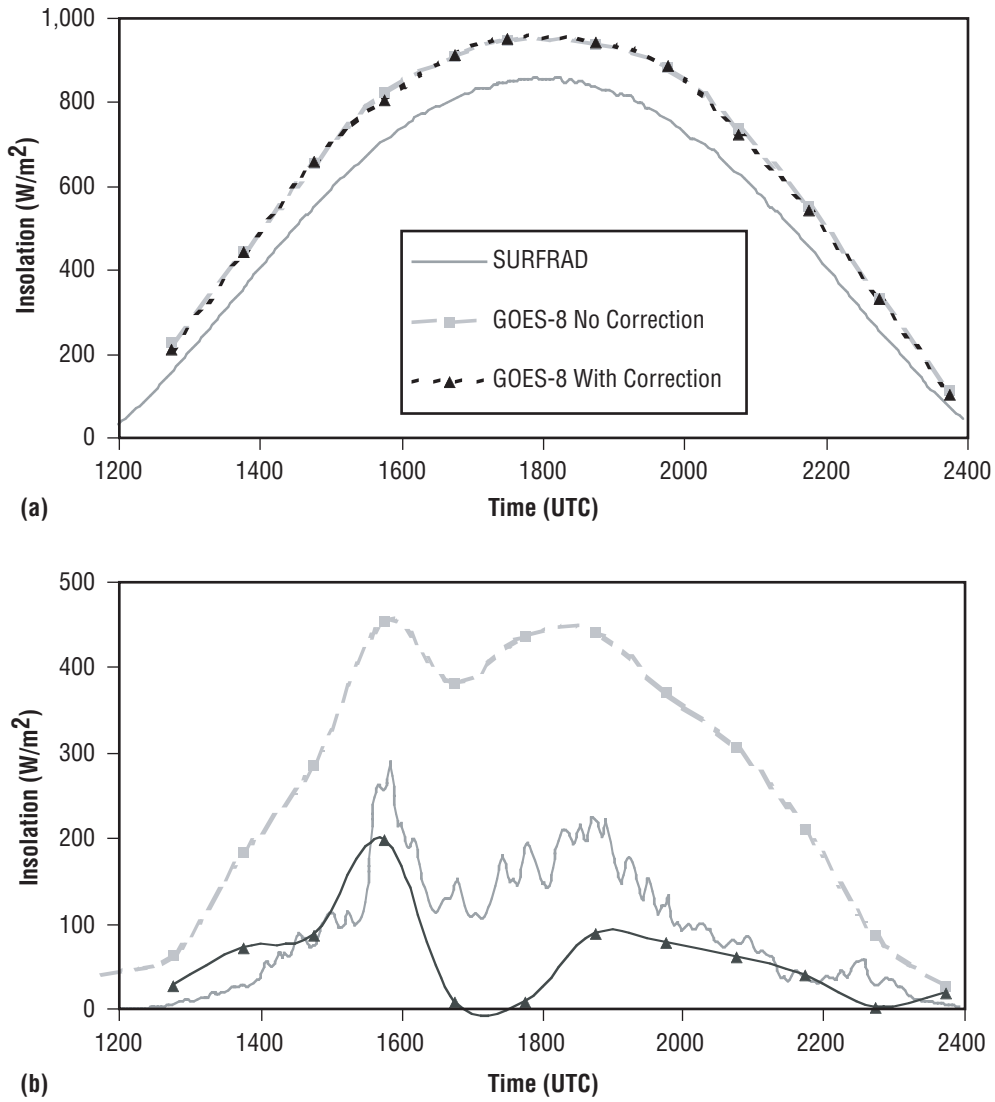 1,000
800
600
400
200
0
Insolation (W/m²)
SURFRAD
GOES-8 No Correction
GOES-8 With Correction
1200 1400 1600 1800 2000 2200 2400
(a)
Time (UTC)
500
400
300
200
100
0
Insolation (W/m²)
1200 1400 1600 1800 2000 2200 2400
(b)
Time (UTC)